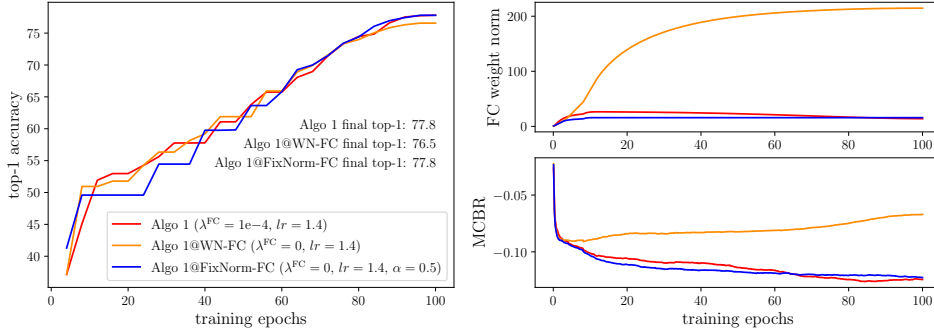 75
70
65
60
55
50
45
40
top-1 accuracy
Algo 1 final top-1: 77.8
Algo 1@WN-FC final top-1: 76.5
Algo 1@FixNorm-FC final top-1: 77.8
Algo 1 (λ^FC = 1e−4, lr = 1.4)
Algo 1@WN-FC (λ^FC = 0, lr = 1.4)
Algo 1@FixNorm-FC (λ^FC = 0, lr = 1.4, α = 0.5)
0 20 40 60 80 100
training epochs
200
100
0
FC weight norm
0 20 40 60 80 100
−0.05
−0.10
MCBR
0 20 40 60 80 100
training epochs